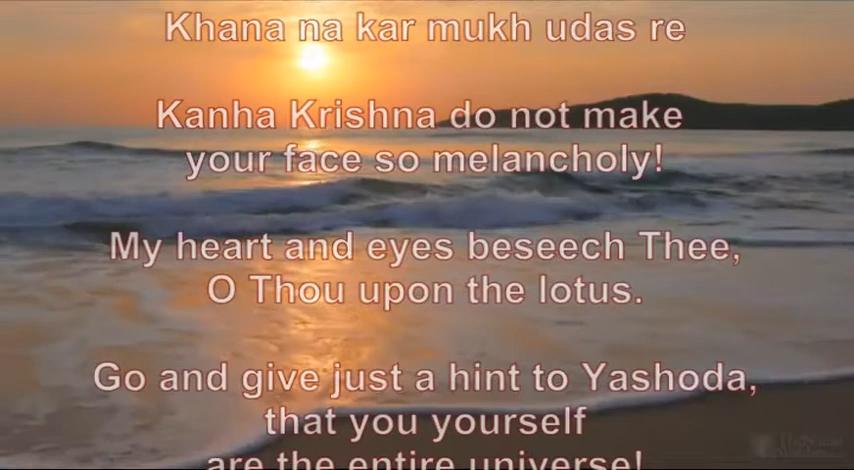 Khana na kar mukh udas re
Kanha Krishna do not make
your face so melancholy!
My heart and eyes beseech Thee,
O Thou upon the lotus.
Go and give just a hint to Yashoda,
that you yourself
are the entire universe!